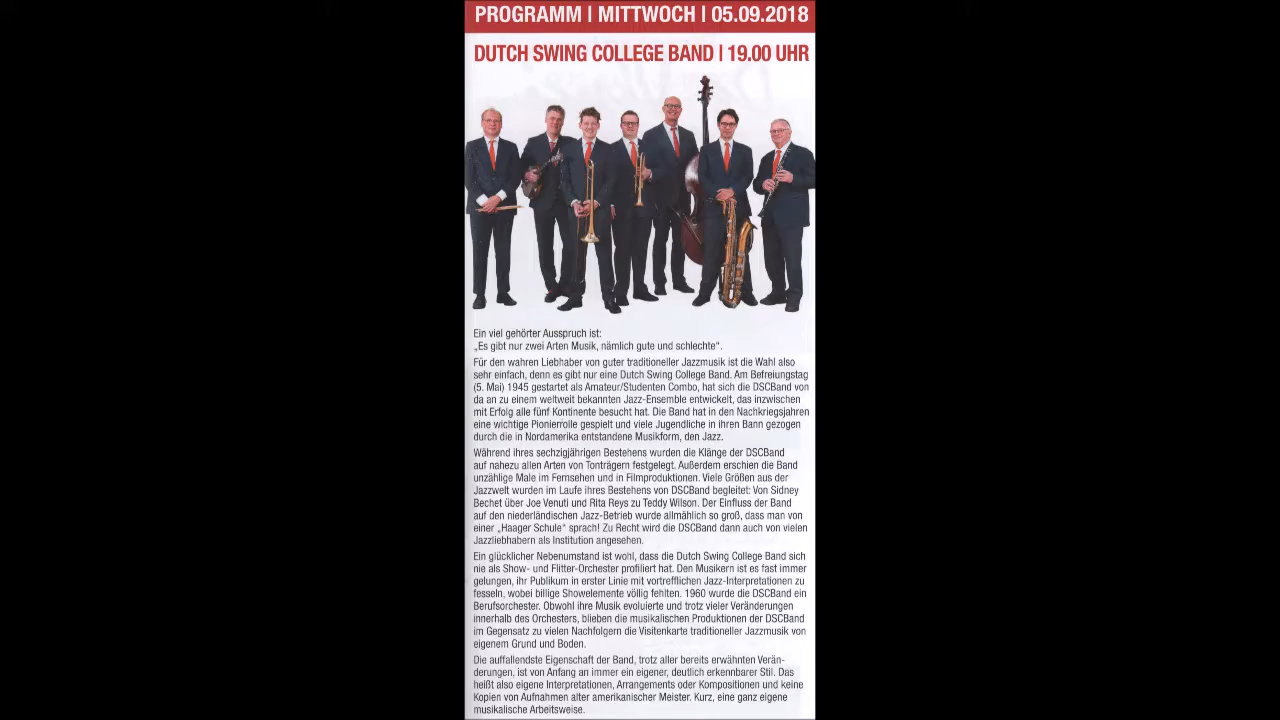 PROGRAMM | MITTWOCH | 05.09.2018
DUTCH SWING COLLEGE BAND | 19.00 UHR
Ein viel gehörter Ausspruch ist:
„Es gibt nur zwei Arten Musik, nämlich gute und schlechte“.
Für den wahren Liebhaber von guter traditioneller Jazzmusik ist die Wahl also
sehr einfach, denn es gibt nur eine Dutch Swing College Band. Am Befreiungstag
(5. Mai) 1945 gestartet als Amateur/Studenten Combo, hat sich die DSCBand von
da an zu einem weltweit bekannten Jazz-Ensemble entwickelt, das inzwischen
mit Erfolg alle fünf Kontinente besucht hat. Die Band hat in den Nachkriegsjahren
eine wichtige Pionierrolle gespielt und viele Jugendliche in ihren Bann gezogen
durch die in Nordamerika entstandene Musikform, den Jazz.
Während ihres sechzigjährigen Bestehens wurden die Klänge der DSCBand
auf nahezu allen Arten von Tonträgern festgelegt. Außerdem erschien die Band
unzählige Male im Fernsehen und in Filmproduktionen. Viele Größen aus der
Jazzwelt wurden im Laufe ihres Bestehens von DSCBand begleitet: Von Sidney
Bechet über Joe Venuti und Rita Reys zu Teddy Wilson. Der Einfluss der Band
auf den niederländischen Jazz-Betrieb wurde allmählich so groß, dass man von
einer „Haager Schule“ sprach! Zu Recht wird die DSCBand dann auch von vielen
Jazzliebhabern als Institution angesehen.
Ein glücklicher Nebenumstand ist wohl, dass die Dutch Swing College Band sich
nie als Show- und Flitter-Orchester profiliert hat. Den Musikern ist es fast immer
gelungen, ihr Publikum in erster Linie mit vortrefflichen Jazz-Interpretationen zu
fesseln, wobei billige Showelemente völlig fehlten. 1960 wurde die DSCBand ein
Berufsorchester. Obwohl ihre Musik evoluierte und trotz vieler Veränderungen
innerhalb des Orchesters, blieben die musikalischen Produktionen der DSCBand
im Gegensatz zu vielen Nachfolgern die Visitenkarte traditioneller Jazzmusik von
eigenem Grund und Boden.
Die auffallendste Eigenschaft der Band, trotz aller bereits erwähnten Verän-
derungen, ist von Anfang an immer ein eigener, deutlich erkennbarer Stil. Das
heißt also eigene Interpretationen, Arrangements oder Kompositionen und keine
Kopien von Aufnahmen alter amerikanischer Meister. Kurz, eine ganz eigene
musikalische Arbeitsweise.